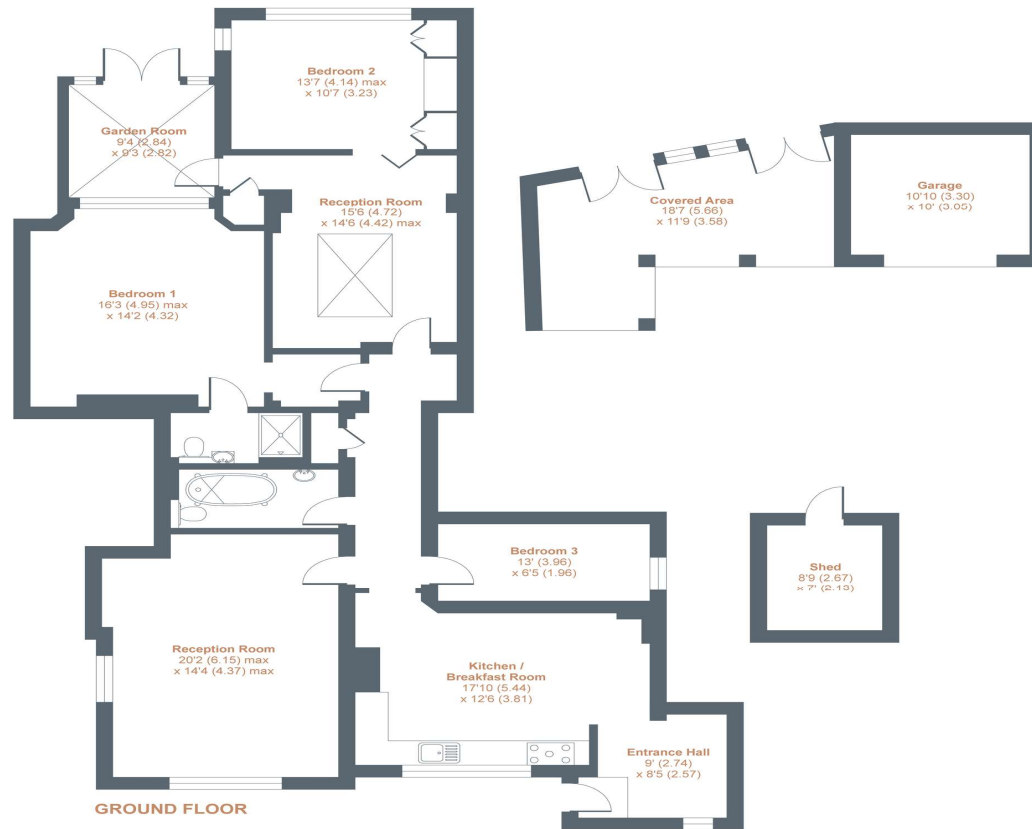 Bedroom 2
13'7 (4.14) max
x 10'7 (3.23)
Garden Room
9'4 (2.84)
x 9'3 (2.82)
Reception Room
15'6 (4.72)
x 14'6 (4.42) max
Covered Area
18'7 (5.66)
x 11'9 (3.58)
Garage
10'10 (3.30)
x 10' (3.05)
Bedroom 1
16'3 (4.95) max
x 14'2 (4.32)
Bedroom 3
13' (3.96)
x 6'5 (1.96)
Shed
8'9 (2.67)
x 7' (2.13)
Reception Room
20'2 (6.15) max
x 14'4 (4.37) max
Kitchen /
Breakfast Room
17'10 (5.44)
x 12'6 (3.81)
Entrance Hall
9' (2.74)
x 8'5 (2.57)
GROUND FLOOR